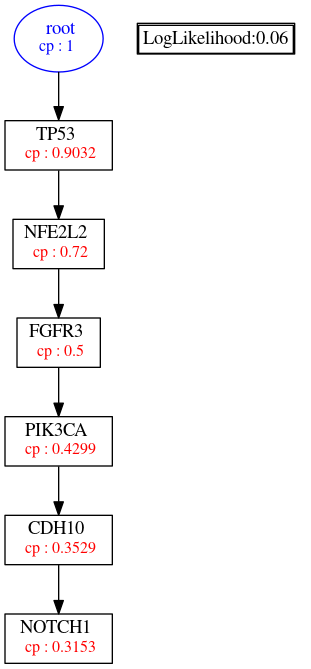 root
cp : 1
LogLikelihood:0.06
TP53
cp : 0.9032
NFE2L2
cp : 0.72
FGFR3
cp : 0.5
PIK3CA
cp : 0.4299
CDH10
cp : 0.3529
NOTCH1
cp : 0.3153